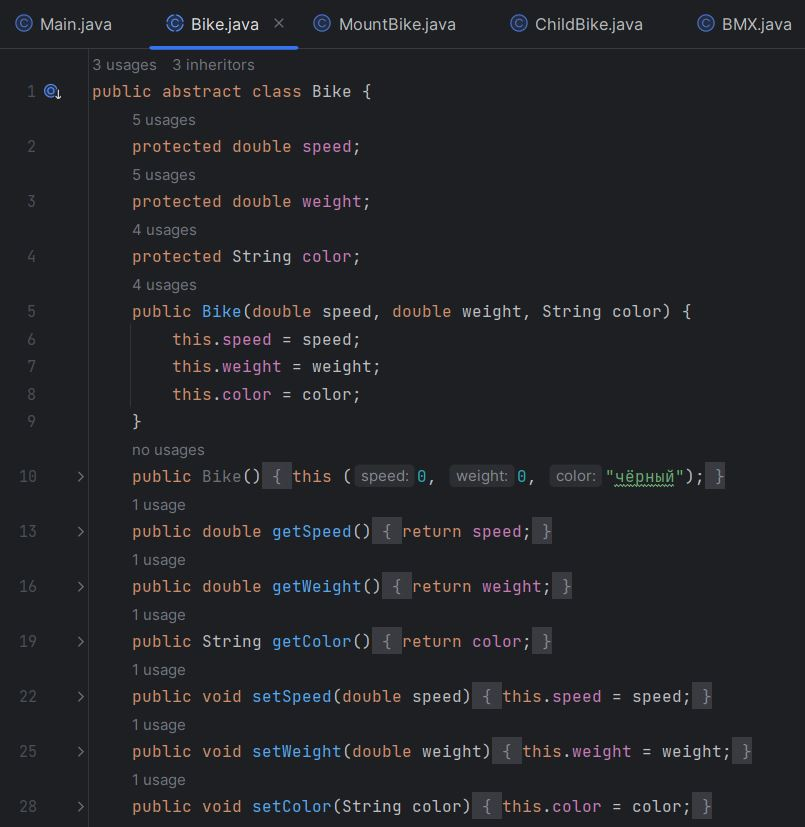 Main.java Bike.java MountBike.java ChildBike.java BMX.java
3 usages 3 inheritors
1 public abstract class Bike {
5 usages
2 protected double speed;
5 usages
3 protected double weight;
4 usages
4 protected String color;
4 usages
5 public Bike(double speed, double weight, String color) {
6 this.speed = speed;
7 this.weight = weight;
8 this.color = color;
9 }
no usages
10 public Bike() { this ( speed: 0, weight: 0, color: "чёрный"); }
1 usage
13 public double getSpeed() { return speed; }
1 usage
16 public double getWeight() { return weight; }
1 usage
19 public String getColor() { return color; }
1 usage
22 public void setSpeed(double speed) { this.speed = speed; }
1 usage
25 public void setWeight(double weight) { this.weight = weight; }
1 usage
28 public void setColor(String color) { this.color = color; }